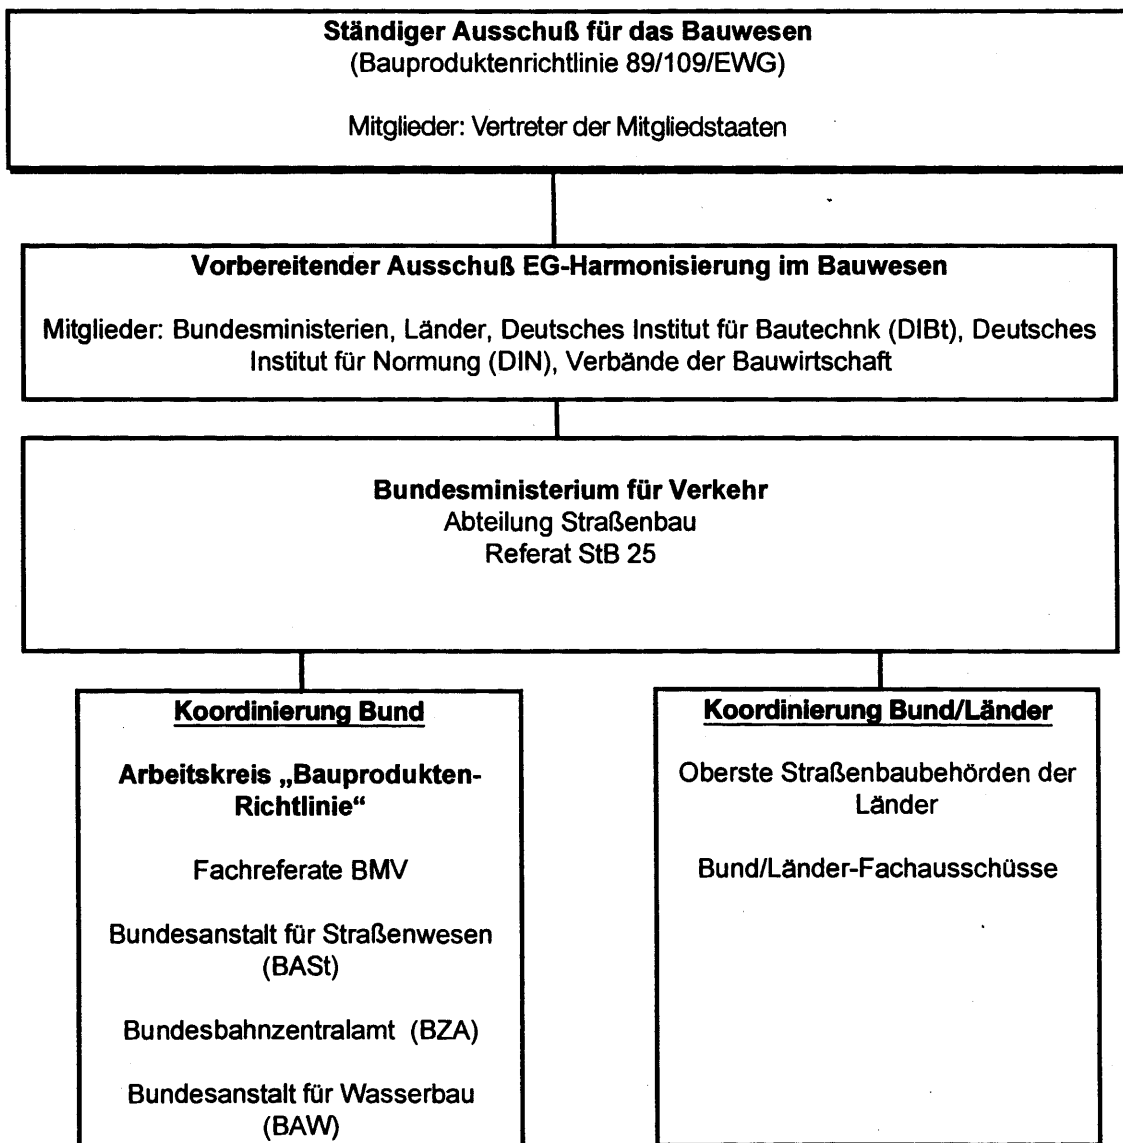 Ständiger Ausschuß für das Bauwesen
(Bauproduktenrichtlinie 89/109/EWG)
Mitglieder: Vertreter der Mitgliedstaaten
Vorbereitender Ausschuß EG-Harmonisierung im Bauwesen
Mitglieder: Bundesministerien, Länder, Deutsches Institut für Bautechnk (DIBt), Deutsches
Institut für Normung (DIN), Verbände der Bauwirtschaft
Bundesministerium für Verkehr
Abteilung Straßenbau
Referat StB 25
Koordinierung Bund
Arbeitskreis „Bauprodukten-
Richtlinie“
Fachreferate BMV
Bundesanstalt für Straßenwesen
(BASt)
Bundesbahnzentralamt (BZA)
Bundesanstalt für Wasserbau
(BAW)
Koordinierung Bund/Länder
Oberste Straßenbaubehörden der
Länder
Bund/Länder-Fachausschüsse